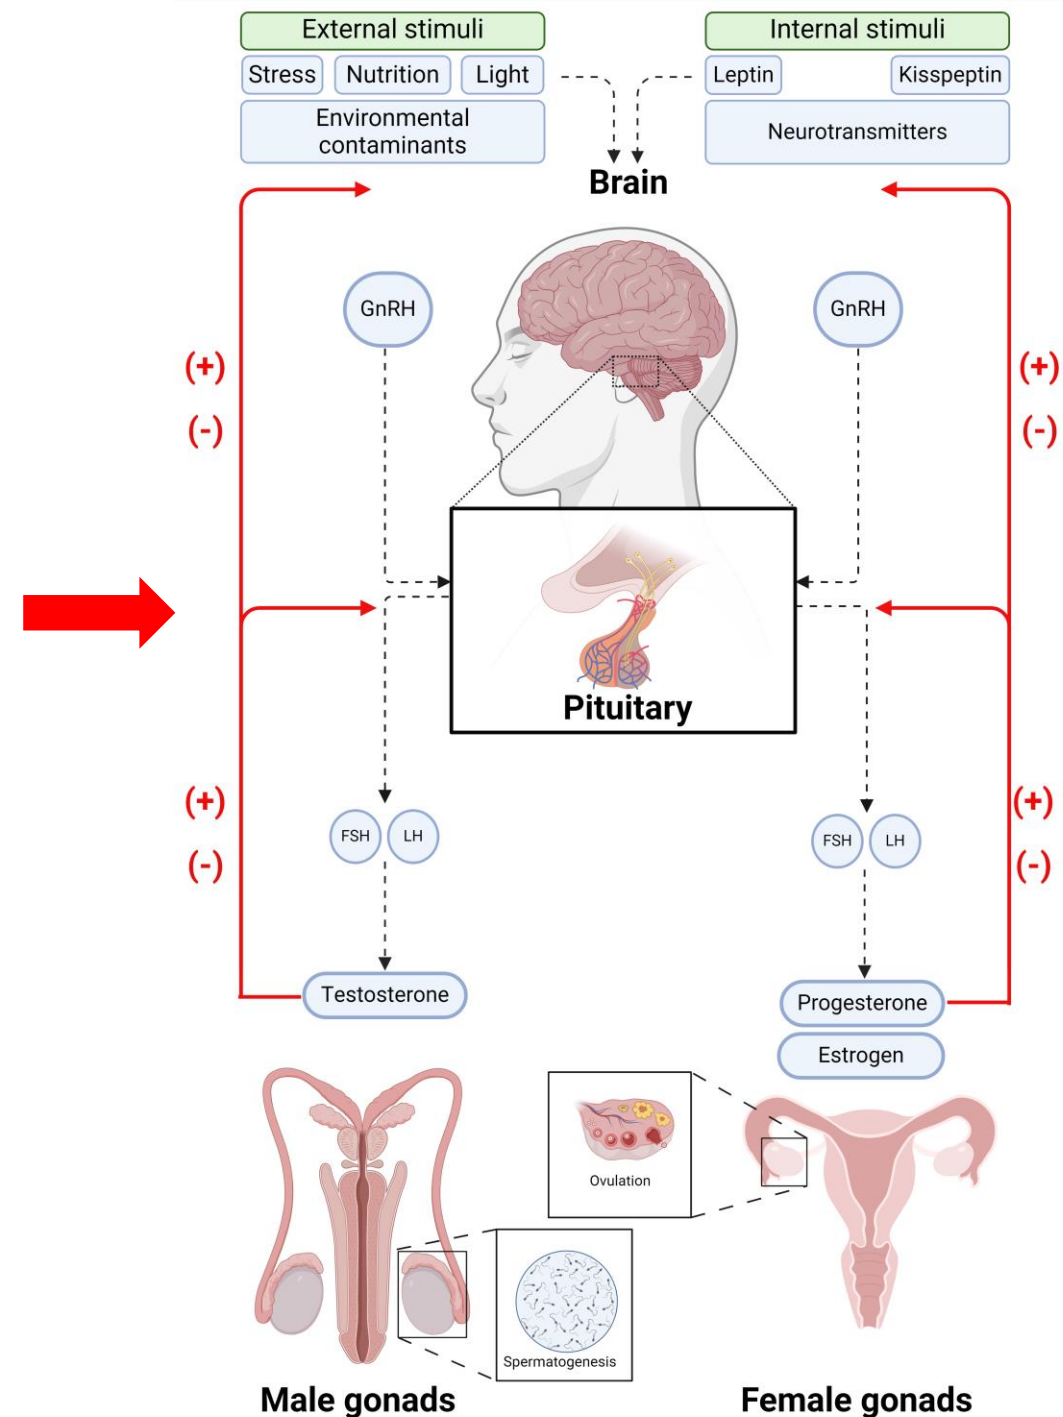 External stimuli
Internal stimuli
Stress
Nutrition
Light
Leptin
Kisspeptin
Environmental
contaminants
Neurotransmitters
Brain
GnRH
GnRH
(+)
(-)
(+)
(-)
Pituitary
(+)
(-)
(+)
(-)
FSH
LH
FSH
LH
Testosterone
Progesterone
Estrogen
Ovulation
Spermatogenesis
Male gonads
Female gonads